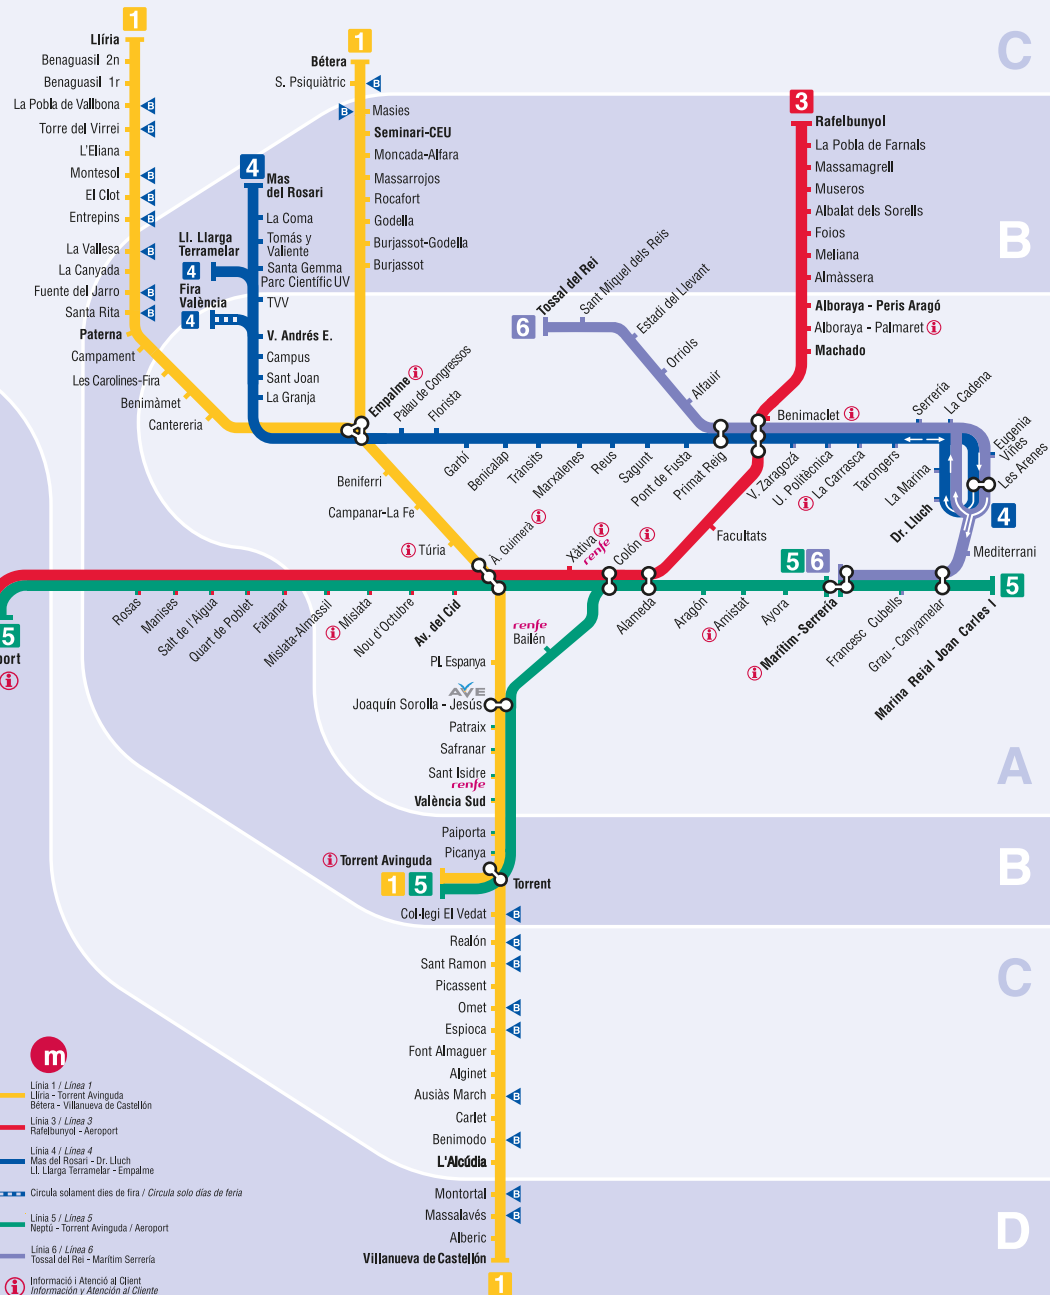 1
Llíria
Benaguasil 2n
Benaguasil 1r
La Pobla de Vallbona
B
Torre del Virrei
B
L'Eliana
Montesol
B
El Clot
B
Entrepins
B
La Vallesa
B
La Canyada
Fuente del Jarro
B
Santa Rita
B
Paterna
Campament
Les Carolines-Fira
Benimàmet
Cantereria
1
Bétera
S. Psiquiàtric
B
B
Masies
Seminari-CEU
Moncada-Alfara
Massarrojos
Rocafort
Godella
Burjassot-Godella
Burjassot
4
Mas
del Rosari
La Coma
Tomás y
Valiente
Santa Gemma
Parc Científic UV
TVV
V. Andrés E.
Campus
Sant Joan
La Granja
Ll. Llarga
Terramelar
4
Fira
València
4
3
Rafelbunyol
La Pobla de Farnals
Massamagrell
Museros
Albalat dels Sorells
Foios
Meliana
Almàssera
Alboraya - Peris Aragó
Alboraya - Palmaret i
Machado
Benimaclet i
C
B
6
Tossal del Rei
Sant Miquel dels Reis
Estadi del Llevant
Orriols
Alfauir
Empalme i
Palau de Congressos
Florista
Garbí
Benicalap
Trànsits
Marxalenes
Reus
Sagunt
Pont de Fusta
Primat Reig
V. Zaragozá
U. Politècnica
i La Carrasca
Tarongers
Serrería
La Cadena
Eugenia
Viñes
Les Arenes
La Marina
Dr. Lluch
4
Mediterrani
Beniferri
Campanar-La Fe
i Túria
À. Guimerà i
Xàtiva i
renfe
Colón i
Facultats
5
port
i
Rosas
Manises
Salt de l'Aigua
Quart de Poblet
Faitanar
Mislata-Almassil
i Mislata
Nou d'Octubre
Av. del Cid
Alameda
Aragón
i Amistat
Ayora
5 6
i Marítim-Serrería
Francesc Cubells
Grau - Canyamelar
Marina Reial Joan Carles I
5
renfe
Bailén
Pl. Espanya
AVE
Joaquín Sorolla - Jesús
Patraix
Safranar
Sant Isidre
renfe
València Sud
Paiporta
Picanya
i Torrent Avinguda
1 5
Torrent
A
B
Col·legi El Vedat
B
Realón
B
Sant Ramon
B
Picassent
Omet
B
Espioca
B
Font Almaguer
Alginet
Ausiàs March
B
Carlet
Benimodo
B
L'Alcúdia
Montortal
B
Massalavés
B
Alberic
Villanueva de Castellón
1
C
D
m
Línia 1 / Línea 1
Llíria - Torrent Avinguda
Bétera - Villanueva de Castellón
Línia 3 / Línea 3
Rafelbunyol - Aeroport
Línia 4 / Línea 4
Mas del Rosari - Dr. Lluch
Ll. Llarga Terramelar - Empalme
Circula solament dies de fira / Circula solo días de feria
Línia 5 / Línea 5
Neptú - Torrent Avinguda / Aeroport
Línia 6 / Línea 6
Tossal del Rei - Marítim Serrería
i
Informació i Atenció al Client
Información y Atención al Cliente